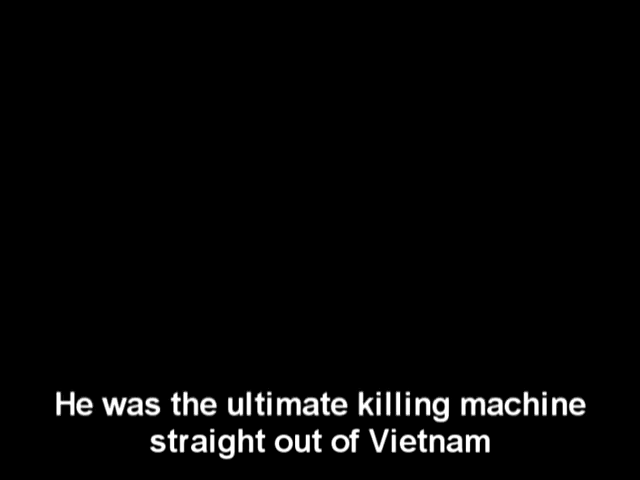 He was the ultimate killing machine
straight out of Vietnam